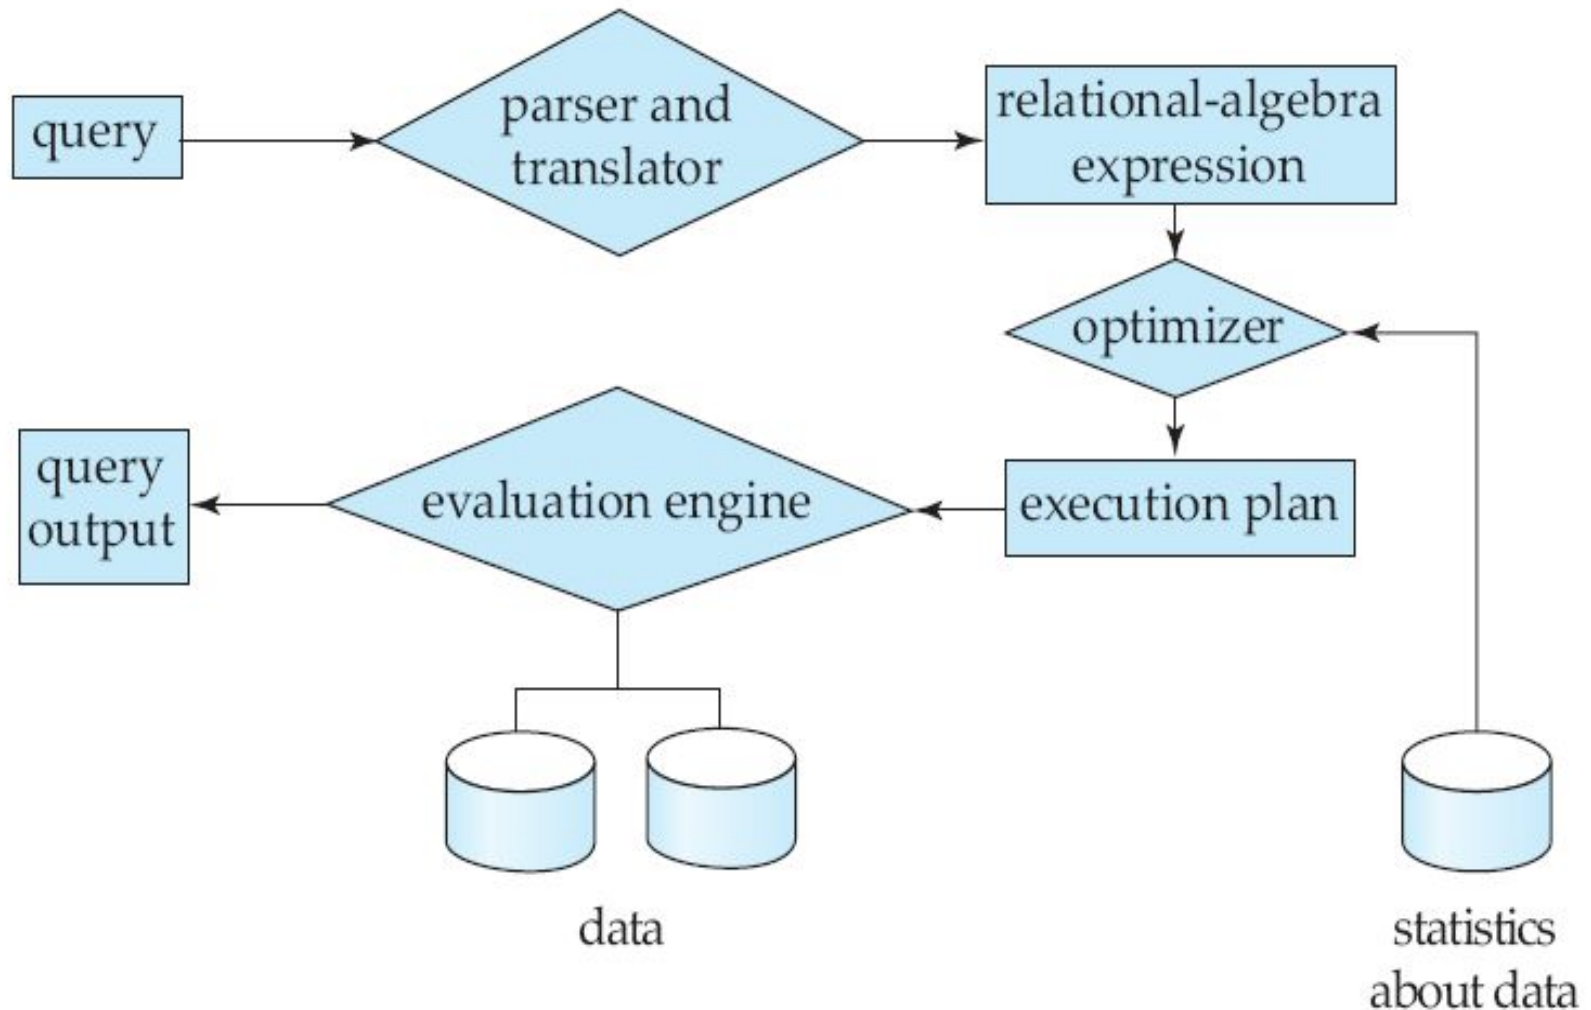 query
parser and
translator
relational-algebra
expression
optimizer
execution plan
evaluation engine
query
output
data
statistics
about data